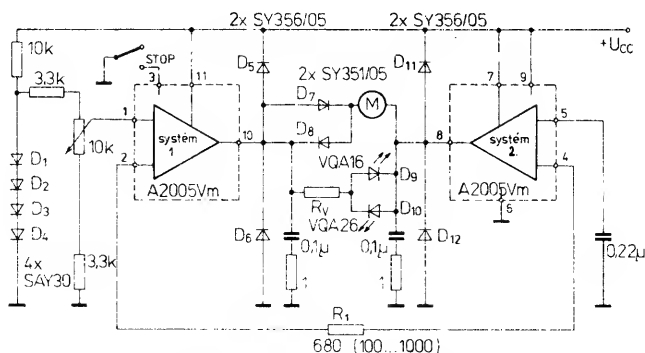 2x SY356/05 2x SY356/05
+Ucc
10k
STOP
3 11
D5
2x SY351/05
D11
7 9
3,3k
D7
M
1
systém
1
10
8
systém
2.
5
10k
2
D8
4
D1
D2
D3
D4
A2005Vm
VQA16
D9
A2005Vm
RV
VQA26
D10
6
D6
0,1µ
0,1µ
D12
0,22µ
4x
SAY30
3,3k
1
1
R1
680 (100...1000)